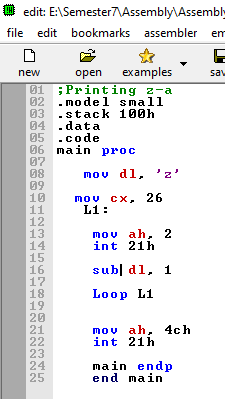 edit: E:\Semester7\Assembly\Assembly
file edit bookmarks assembler em
new open examples sav
01 ;Printing z-a
02 .model small
03 .stack 100h
04 .data
05 .code
06 main proc
07
08 mov dl, 'z'
09
10 mov cx, 26
11 L1:
12
13 mov ah, 2
14 int 21h
15
16 sub dl, 1
17
18 Loop L1
19
20
21 mov ah, 4ch
22 int 21h
23
24 main endp
25 end main